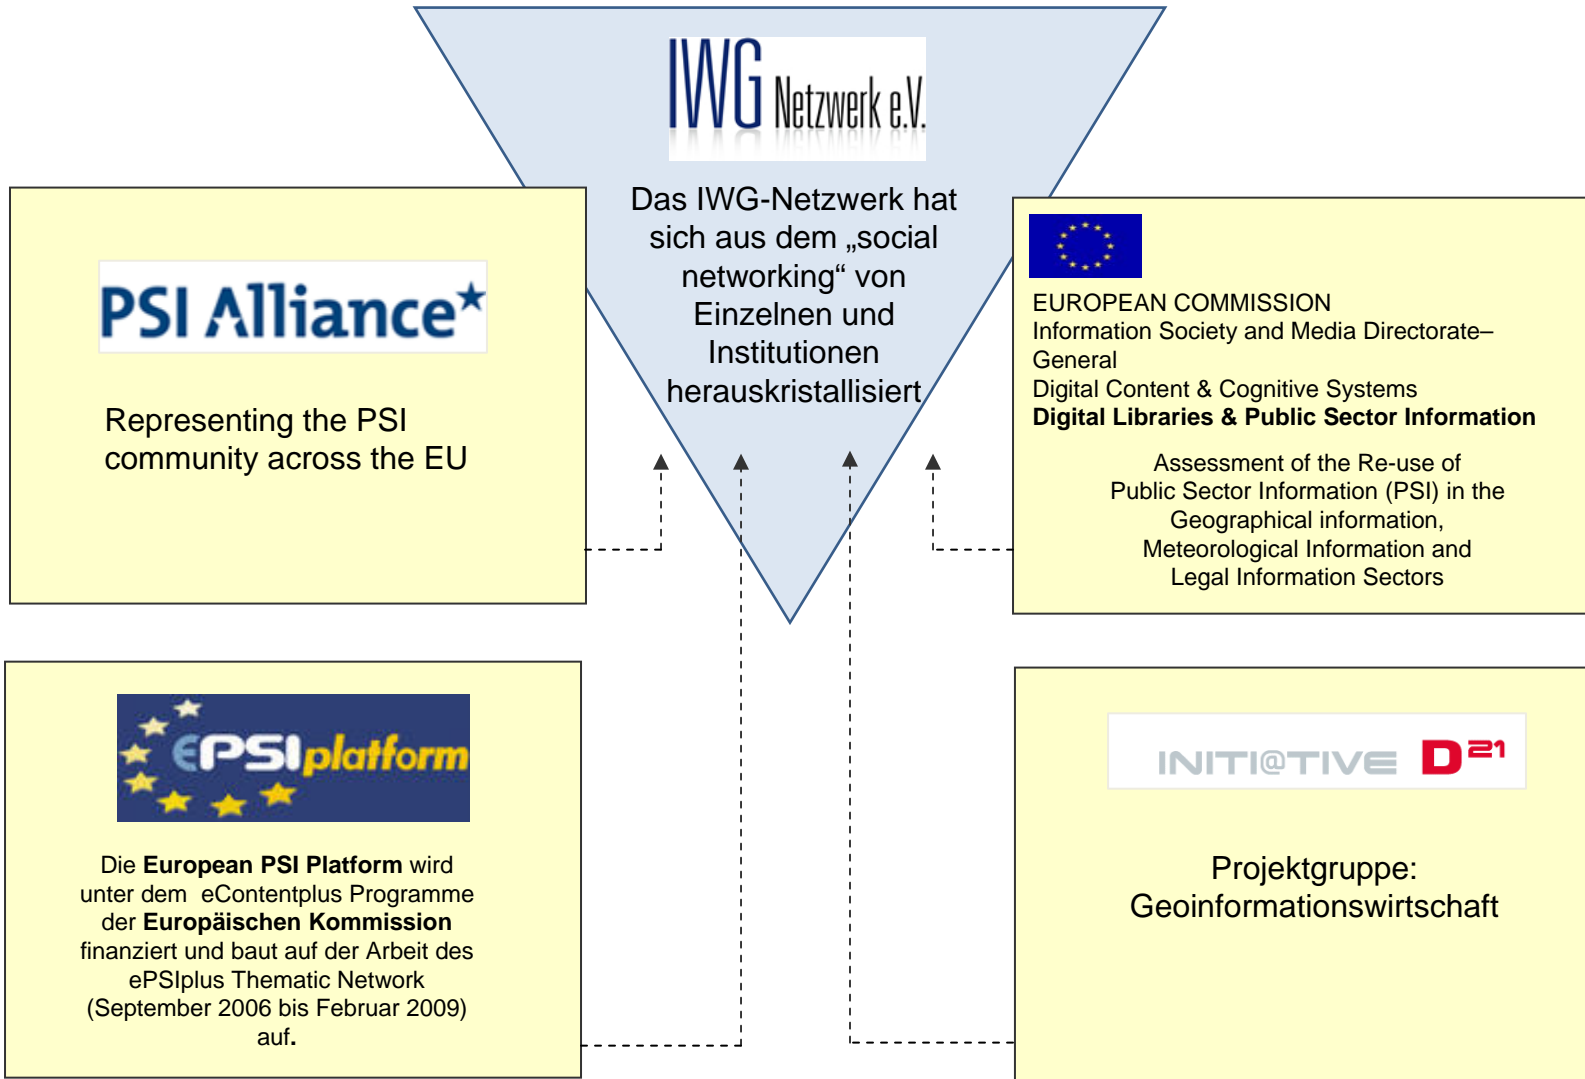 IWG Netzwerk e.V.
Das IWG-Netzwerk hat
sich aus dem „social
networking“ von
Einzelnen und
Institutionen
herauskristallisiert
PSI Alliance*
Representing the PSI
community across the EU
EUROPEAN COMMISSION
Information Society and Media Directorate–
General
Digital Content & Cognitive Systems
Digital Libraries & Public Sector Information
Assessment of the Re-use of
Public Sector Information (PSI) in the
Geographical information,
Meteorological Information and
Legal Information Sectors
ePSIplatform
Die European PSI Platform wird
unter dem eContentplus Programme
der Europäischen Kommission
finanziert und baut auf der Arbeit des
ePSIplus Thematic Network
(September 2006 bis Februar 2009)
auf.
INITI@TIVE D21
Projektgruppe:
Geoinformationswirtschaft